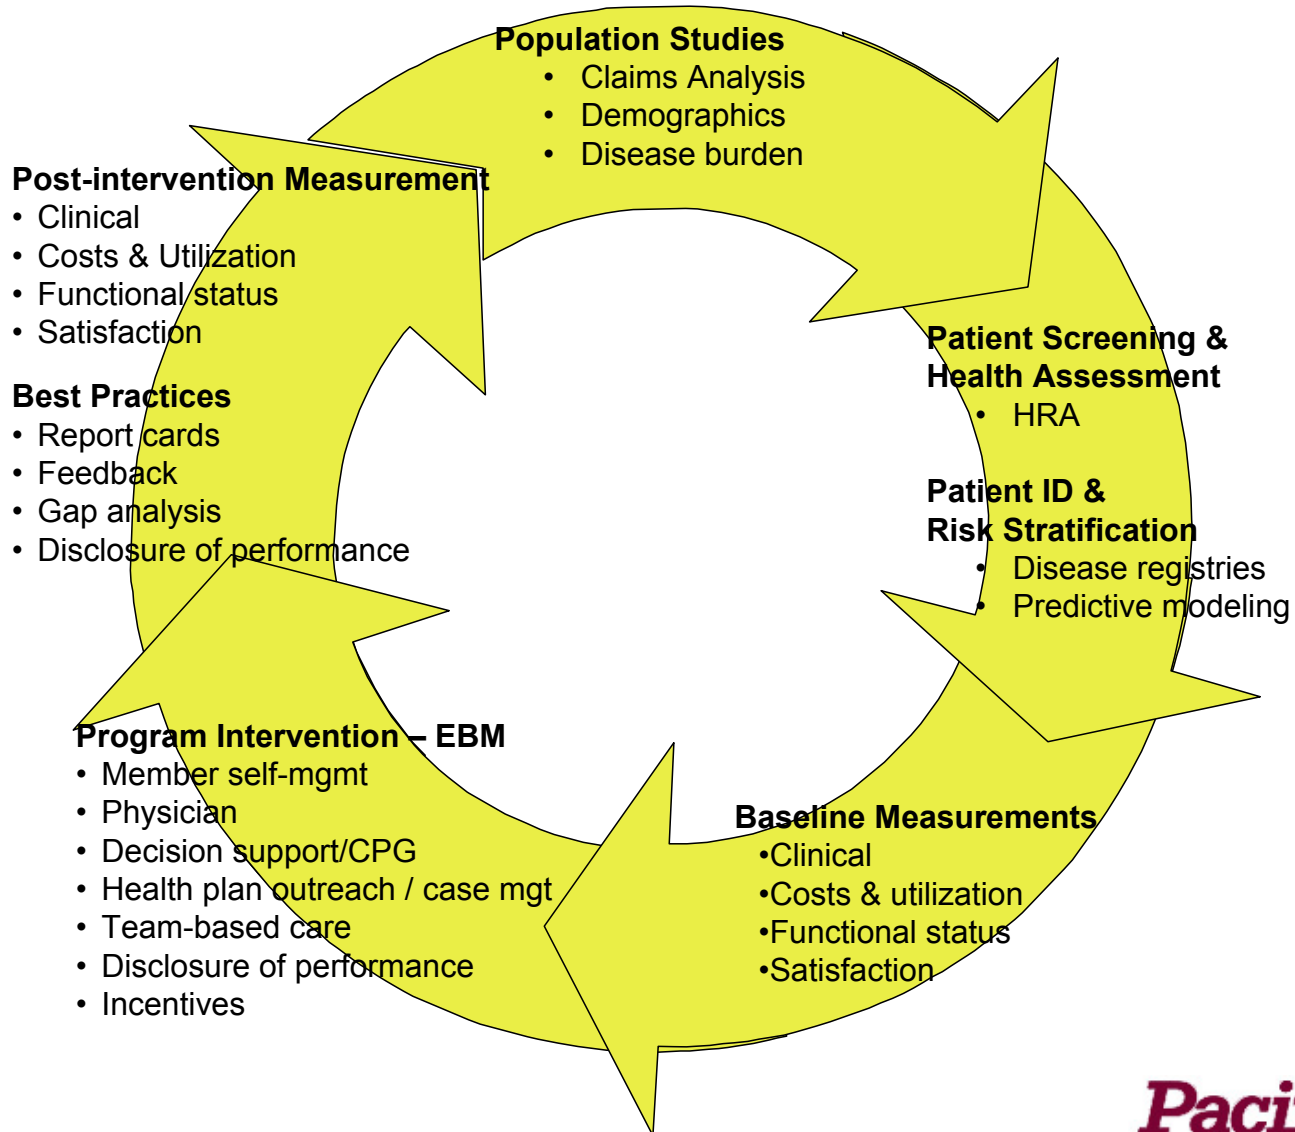 Population Studies
• Claims Analysis
• Demographics
• Disease burden
Patient Screening &
Health Assessment
• HRA
Patient ID &
Risk Stratification
• Disease registries
• Predictive modeling
Baseline Measurements
•Clinical
•Costs & utilization
•Functional status
•Satisfaction
Program Intervention – EBM
• Member self-mgmt
• Physician
• Decision support/CPG
• Health plan outreach / case mgt
• Team-based care
• Disclosure of performance
• Incentives
Best Practices
• Report cards
• Feedback
• Gap analysis
• Disclosure of performance
Post-intervention Measurement
• Clinical
• Costs & Utilization
• Functional status
• Satisfaction